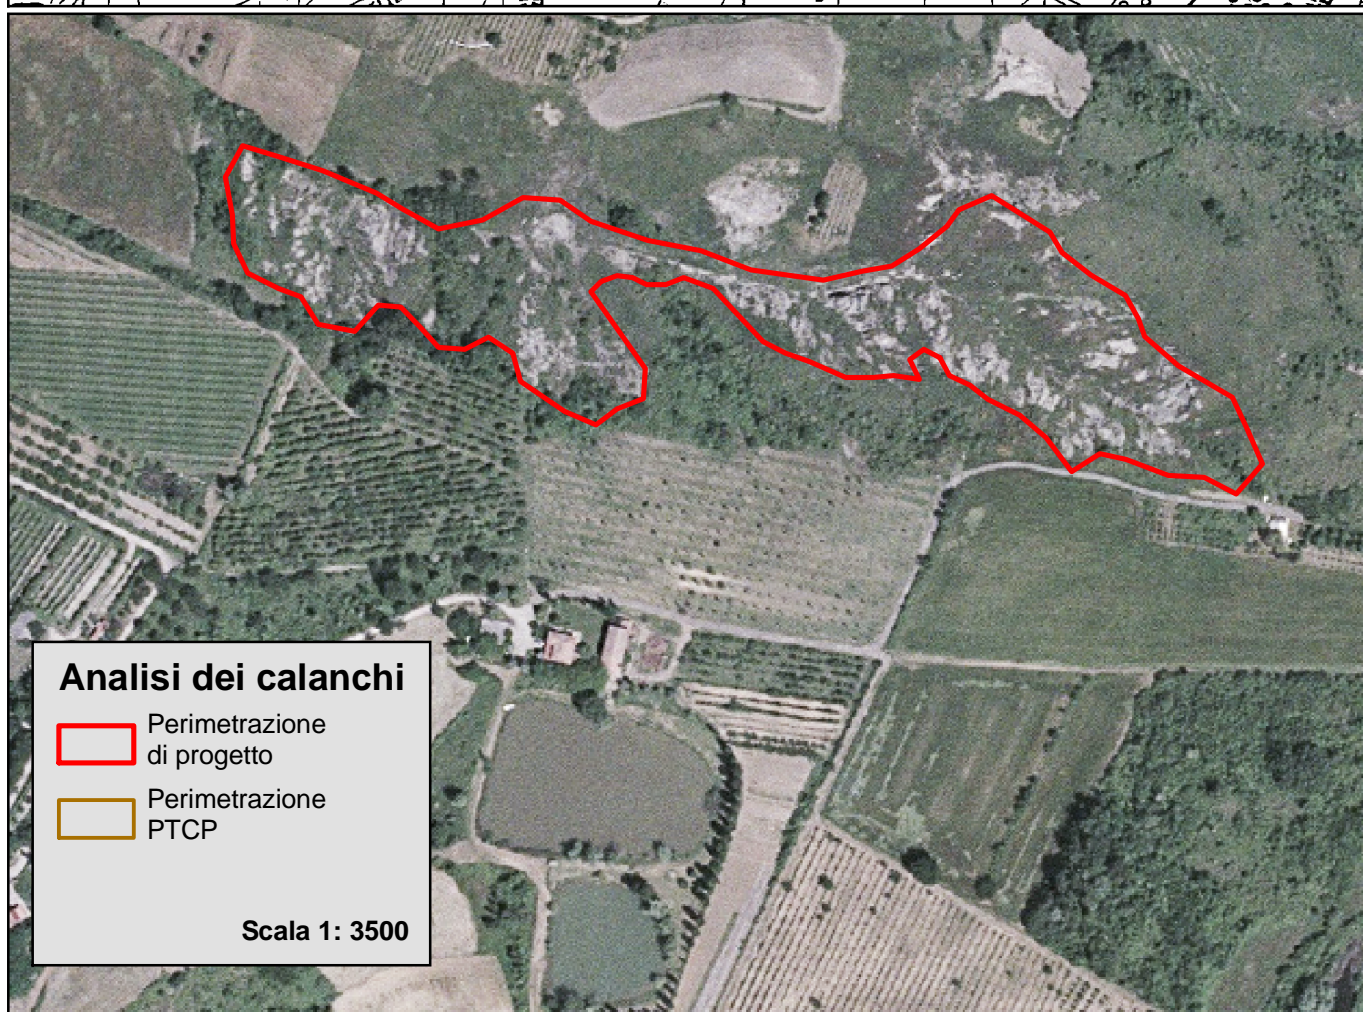 Analisi dei calanchi
Perimetrazione
di progetto
Perimetrazione
PTCP
Scala 1: 3500